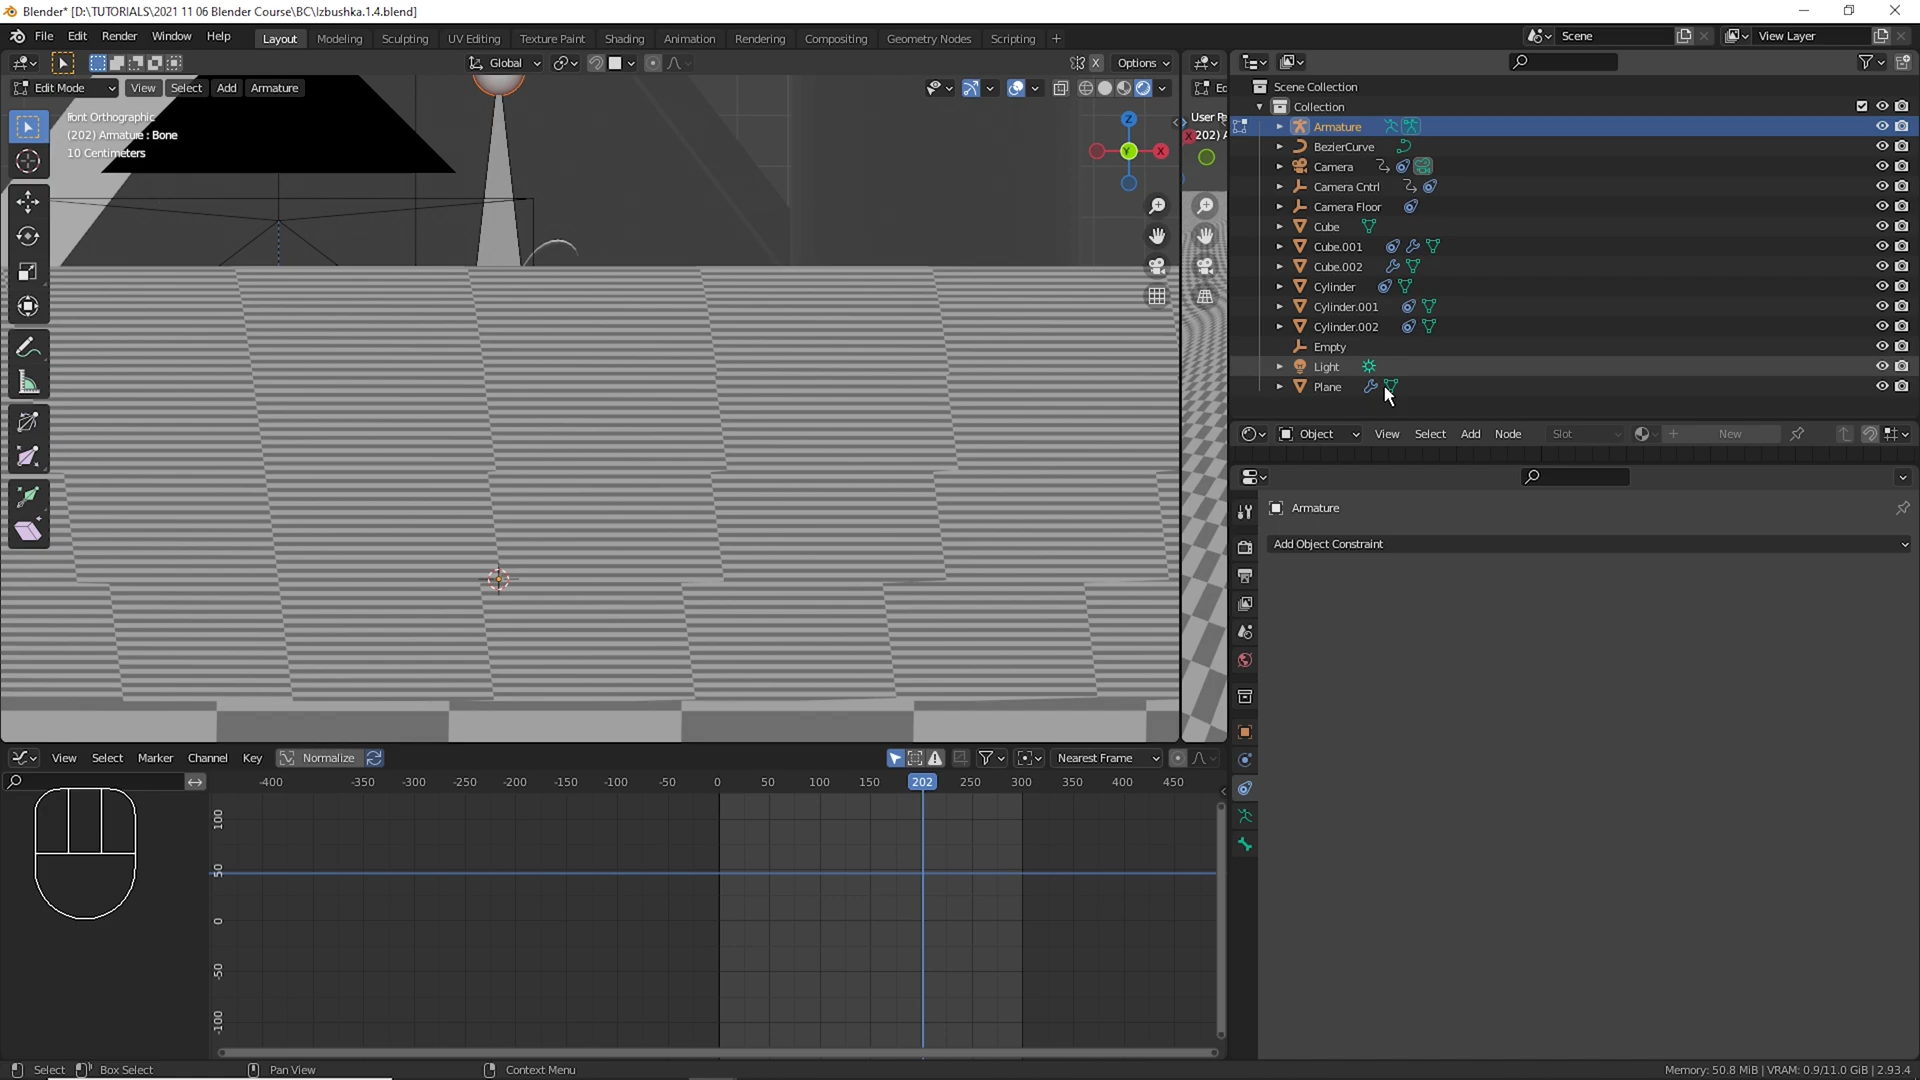 Blender* [D:\TUTORIALS\2021 11 06 Blender Course\BC\Izbushka.1.4.blend]
File Edit Render Window Help Layout Modeling Sculpting UV Editing Texture Paint Shading Animation Rendering Compositing Geometry Nodes Scripting + Scene View Layer
Global Options
Edit Mode View Select Add Armature
Front Orthographic
(202) Armature : Bone
10 Centimeters
Z
Y
X
User Pe
(202) A
Scene Collection
Collection
Armature
BezierCurve
Camera
Camera Cntrl
Camera Floor
Cube
Cube.001
Cube.002
Cylinder
Cylinder.001
Cylinder.002
Empty
Light
Plane
Object View Select Add Node Slot New
Armature
Add Object Constraint
View Select Marker Channel Key Normalize Nearest Frame
-400 -350 -300 -250 -200 -150 -100 -50 0 50 100 150 202 250 300 350 400 450
100
50
0
-50
-100
Select Box Select Pan View Context Menu Memory: 50.8 MiB | VRAM: 0.9/11.0 GiB | 2.93.4